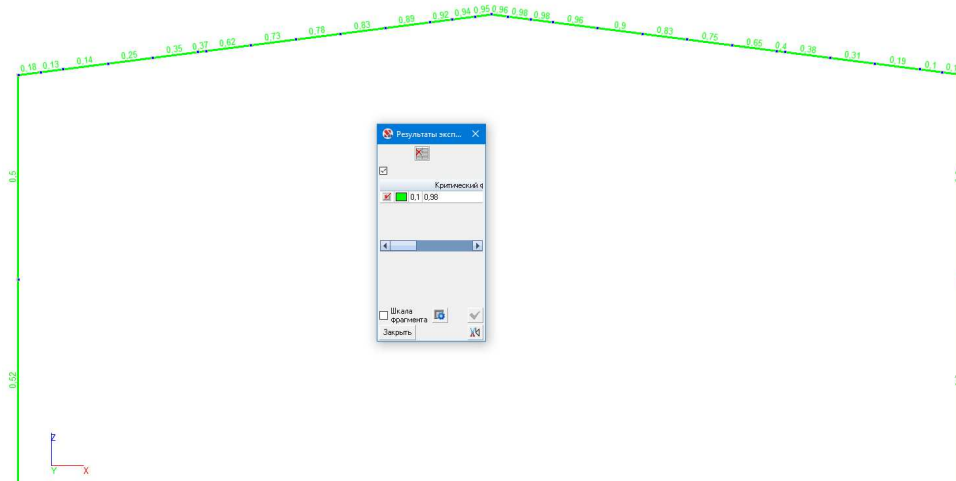 0.18 0.13 0.14 0.25 0.35 0.37 0.62 0.73 0.78 0.83 0.89 0.92 0.94 0.95 0.96 0.98 0.98 0.96 0.9 0.83 0.75 0.65 0.4 0.38 0.31 0.19 0.1
Результаты эксп...
0.5
Критический ф
0,1 0,98
Шкала
фрагмента
Закрыть
0.52
Z
Y X